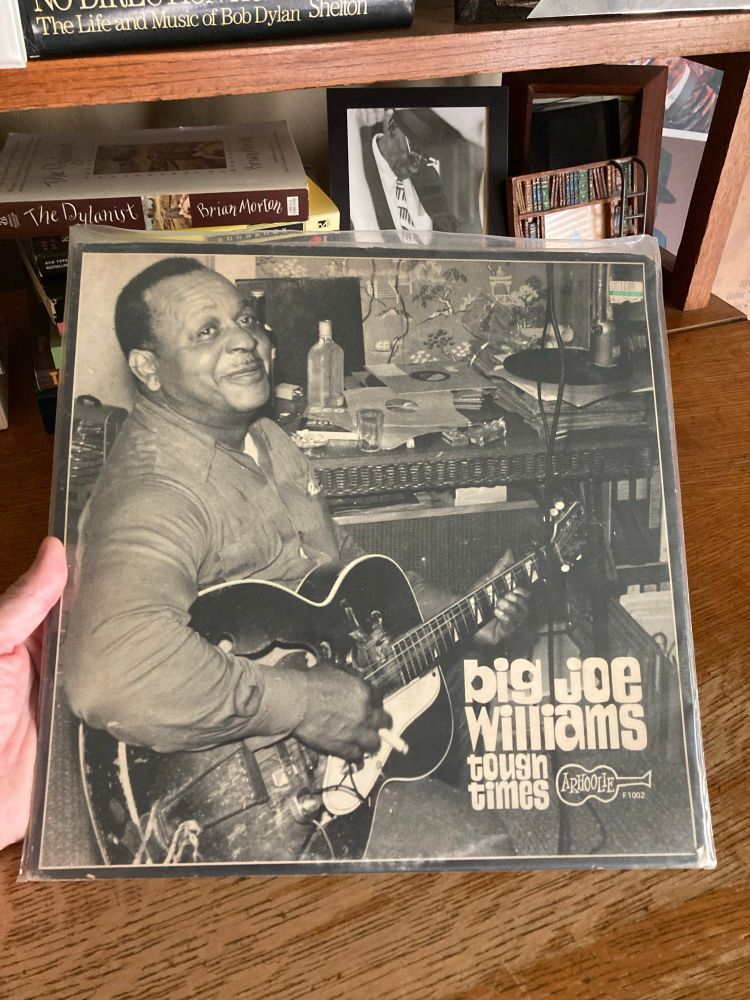 The Life and Music of Bob Dylan Shelton
The Dylanist Brian Morton
big joe
williams
tough
times
ARHOOLIE
F1002